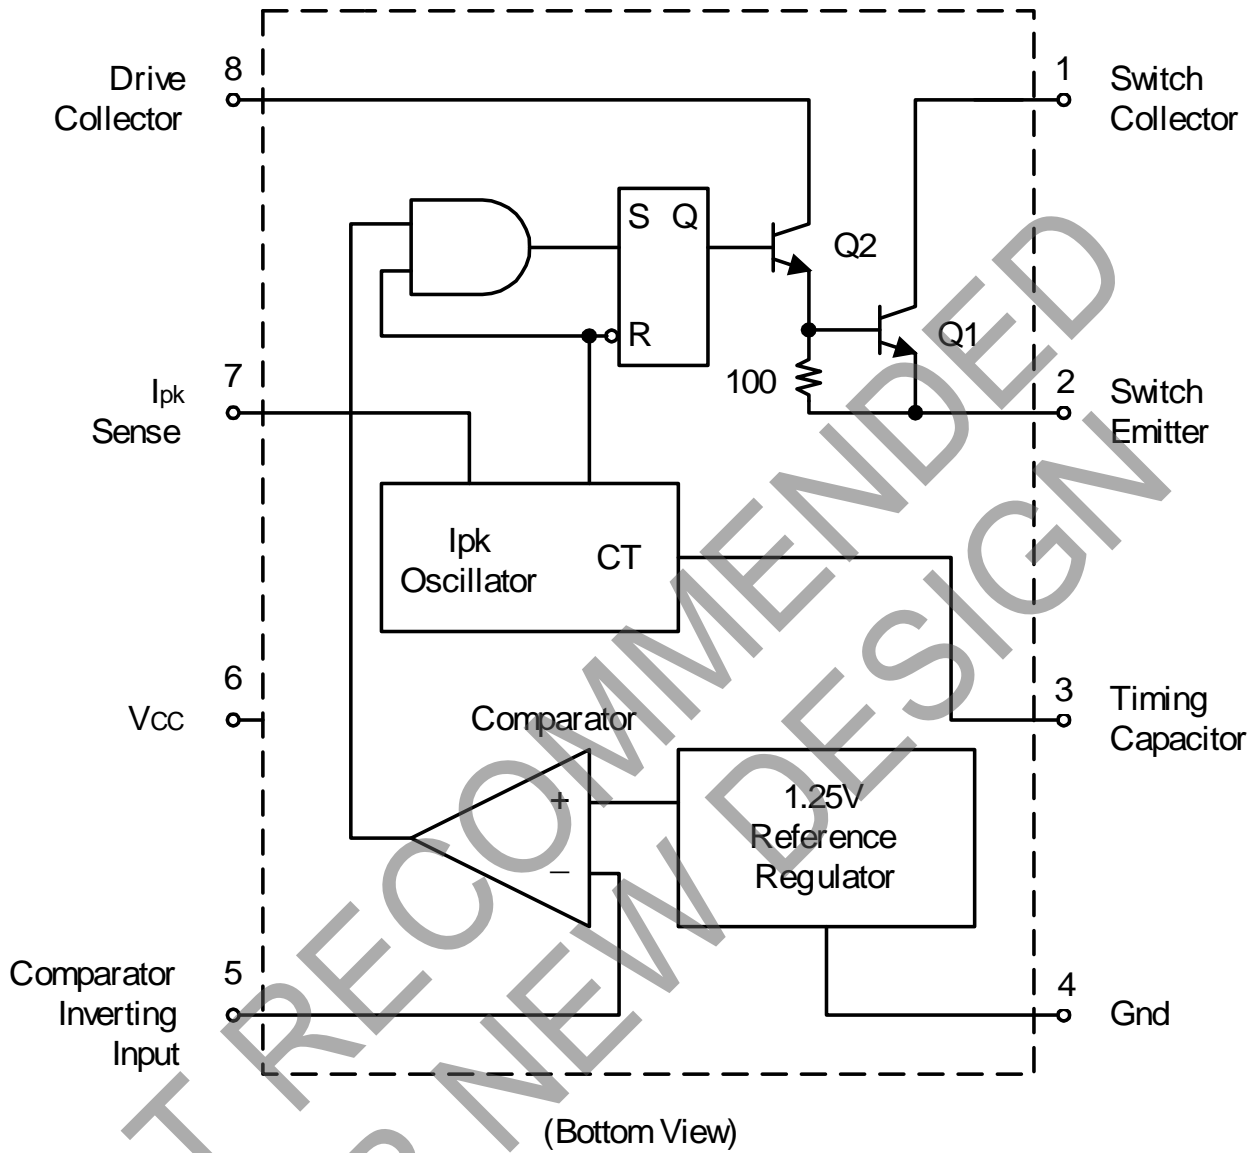 8
Drive
Collector
1
Switch
Collector
S Q
R
Q2
Q1
100
7
Ipk
Sense
2
Switch
Emitter
Ipk
Oscillator
CT
6
VCC
3
Timing
Capacitor
Comparator
+
–
1.25V
Reference
Regulator
5
Comparator
Inverting
Input
4
Gnd
(Bottom View)
T RECOMMENDED
R NEW DESIGN